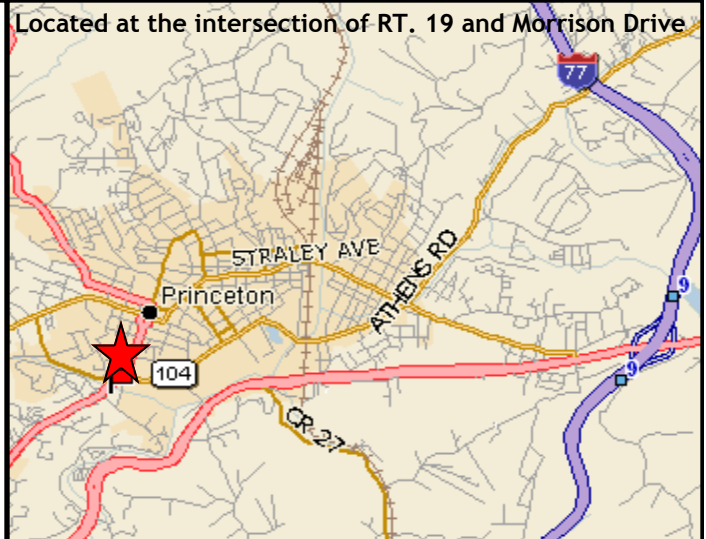 Located at the intersection of RT. 19 and Morrison Drive
77
STRALEY AVE
ATHENS RD
9
Princeton
104
9
CR-27